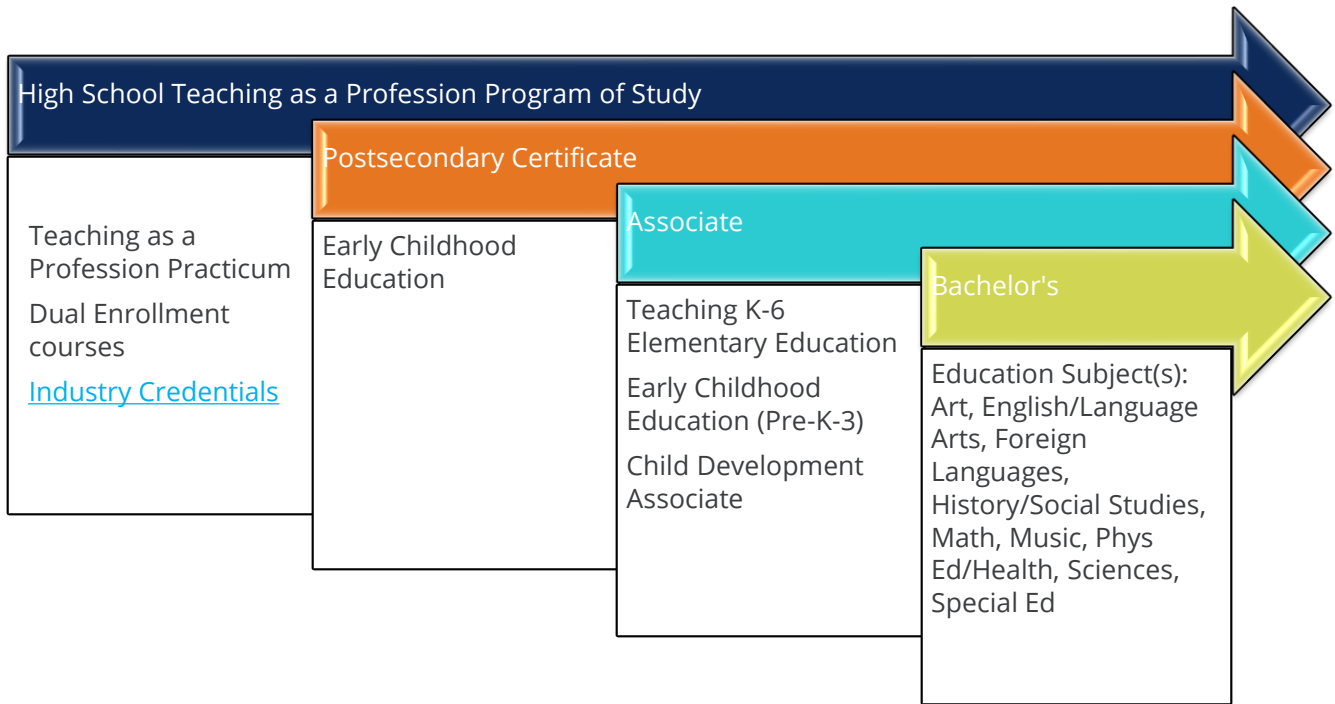 High School Teaching as a Profession Program of Study
Teaching as a
Profession Practicum
Dual Enrollment
courses
Industry Credentials
Postsecondary Certificate
Early Childhood
Education
Associate
Teaching K-6
Elementary Education
Early Childhood
Education (Pre-K-3)
Child Development
Associate
Bachelor's
Education Subject(s):
Art, English/Language
Arts, Foreign
Languages,
History/Social Studies,
Math, Music, Phys
Ed/Health, Sciences,
Special Ed